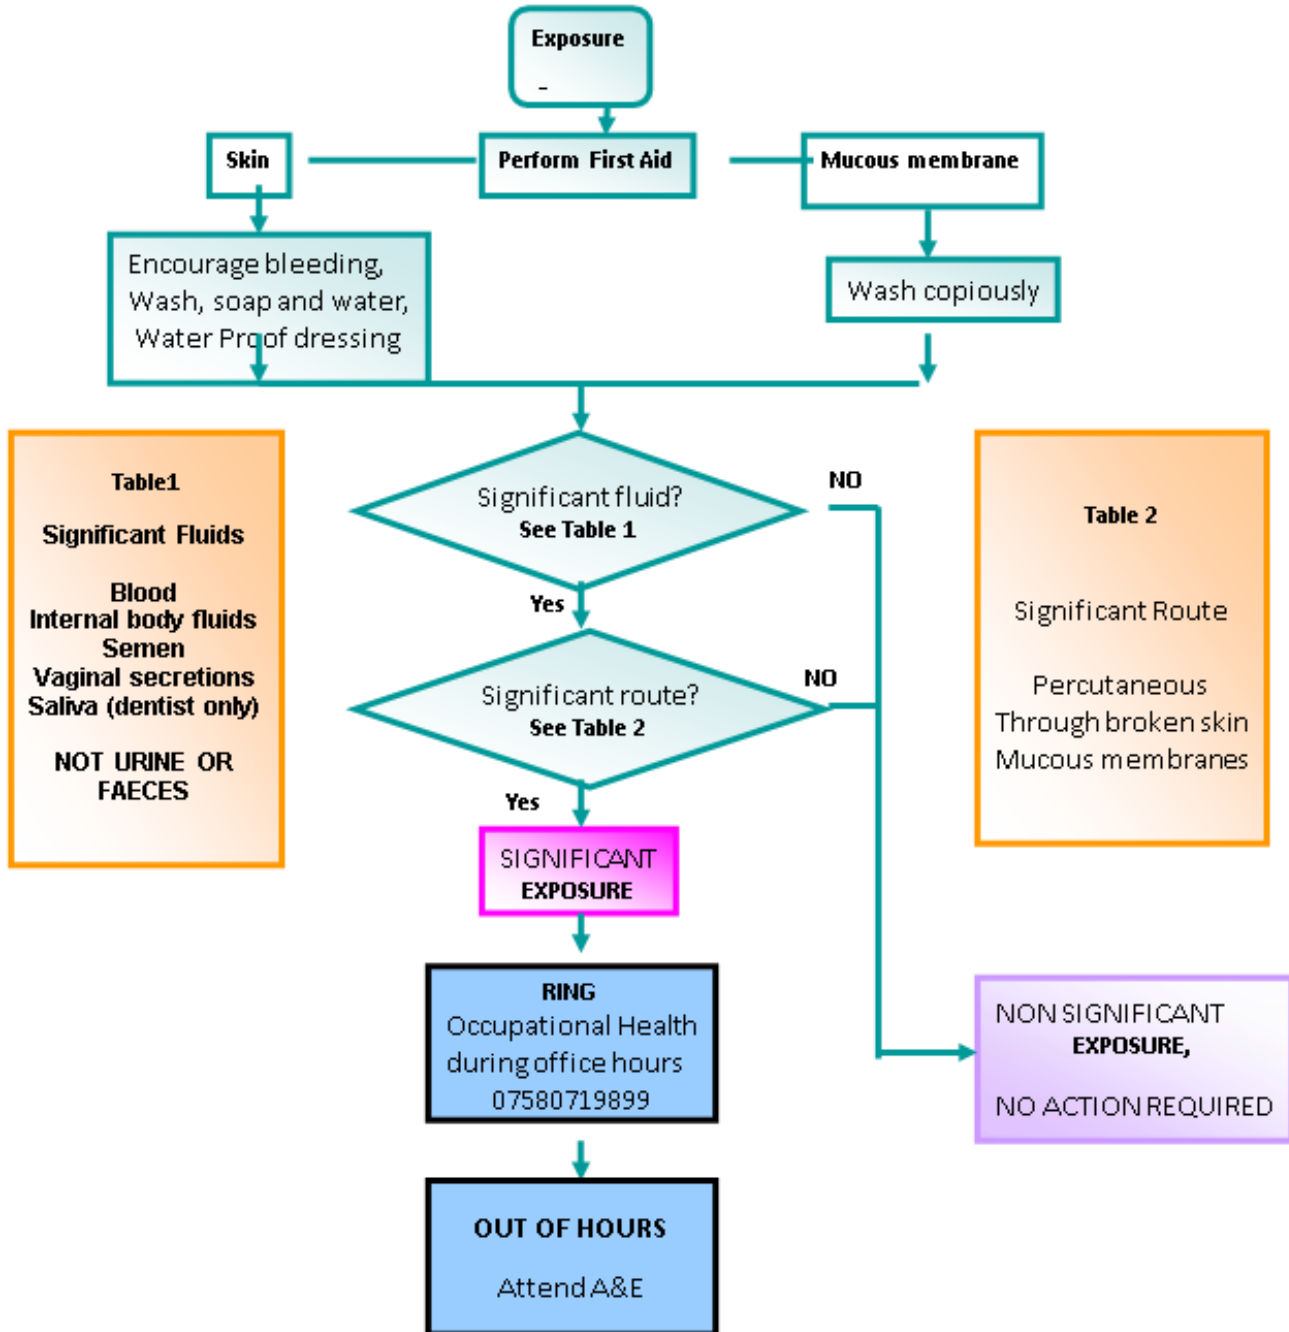 Exposure
-
Skin
Perform First Aid
Mucous membrane
Encourage bleeding,
Wash, soap and water,
Water Proof dressing
Wash copiously
Table1
Significant Fluids
Blood
Internal body fluids
Semen
Vaginal secretions
Saliva (dentist only)
NOT URINE OR
FAECES
Significant fluid?
See Table 1
NO
Yes
Significant route?
See Table 2
NO
Yes
Table 2
Significant Route
Percutaneous
Through broken skin
Mucous membranes
SIGNIFICANT
EXPOSURE
RING
Occupational Health
during office hours
07580719899
NON SIGNIFICANT
EXPOSURE,
NO ACTION REQUIRED
OUT OF HOURS
Attend A&E